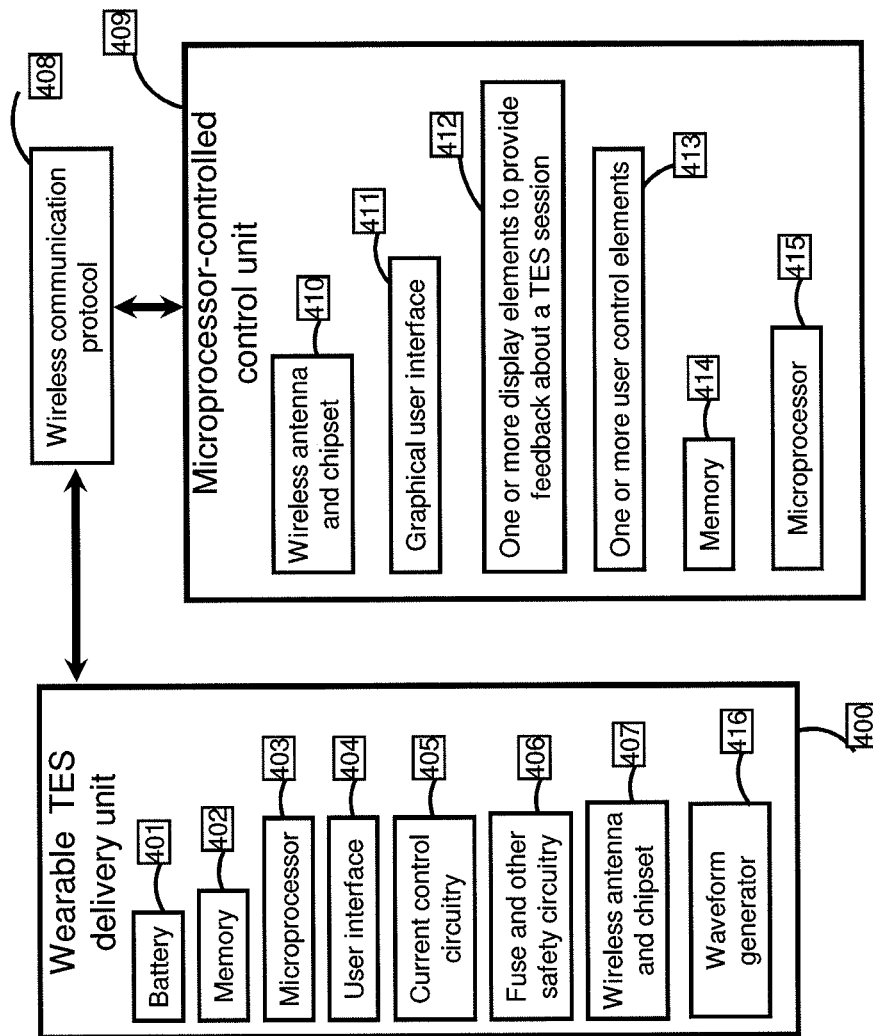 Wearable TES
delivery unit
Battery
401
Memory
402
Microprocessor
403
User interface
404
Current control
circuitry
405
Fuse and other
safety circuitry
406
Wireless antenna
and chipset
407
Waveform
generator
416
400
Wireless communication
protocol
408
Microprocessor-controlled
control unit
409
Wireless antenna
and chipset
410
Graphical user interface
411
One or more display elements to provide
feedback about a TES session
412
One or more user control elements
413
Memory
414
Microprocessor
415